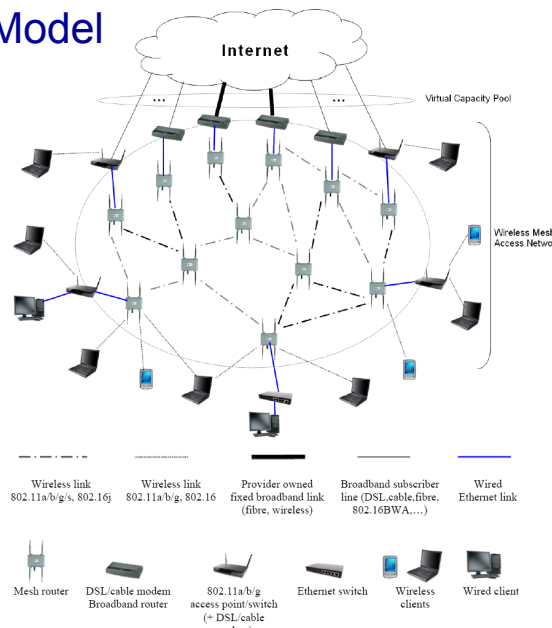 Model
Internet
...
...
Virtual Capacity Pool
Wireless Mesh
Access Netwo
Wireless link
802.11a/b/g/s, 802.16j
Wireless link
802.11a/b/g, 802.16
Provider owned
fixed broadband link
(fibre, wireless)
Broadband subscriber
line (DSL,cable,fibre,
802.16BWA,…)
Wired
Ethernet link
Mesh router
DSL/cable modem
Broadband router
802.11a/b/g
access point/switch
(+ DSL/cable
Ethernet switch
Wireless
clients
Wired client